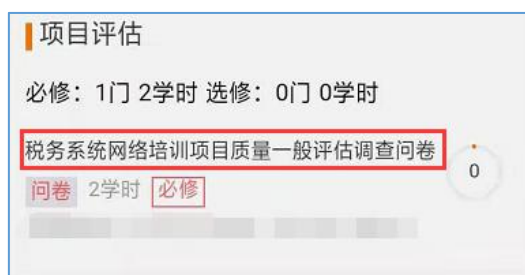 项目评估
必修：1门 2学时 选修：0门 0学时
税务系统网络培训项目质量一般评估调查问卷
0
问卷 2学时 必修